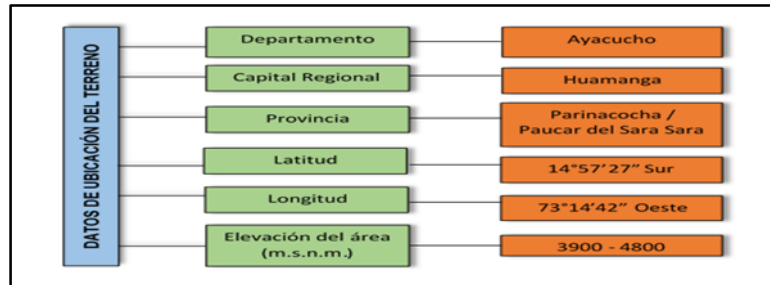 DATOS DE UBICACIÓN DEL TERRENO
Departamento
Ayacucho
Capital Regional
Huamanga
Provincia
Parinacocha /
Paucar del Sara Sara
Latitud
14°57'27" Sur
Longitud
73°14'42" Oeste
Elevación del área
(m.s.n.m.)
3900 - 4800